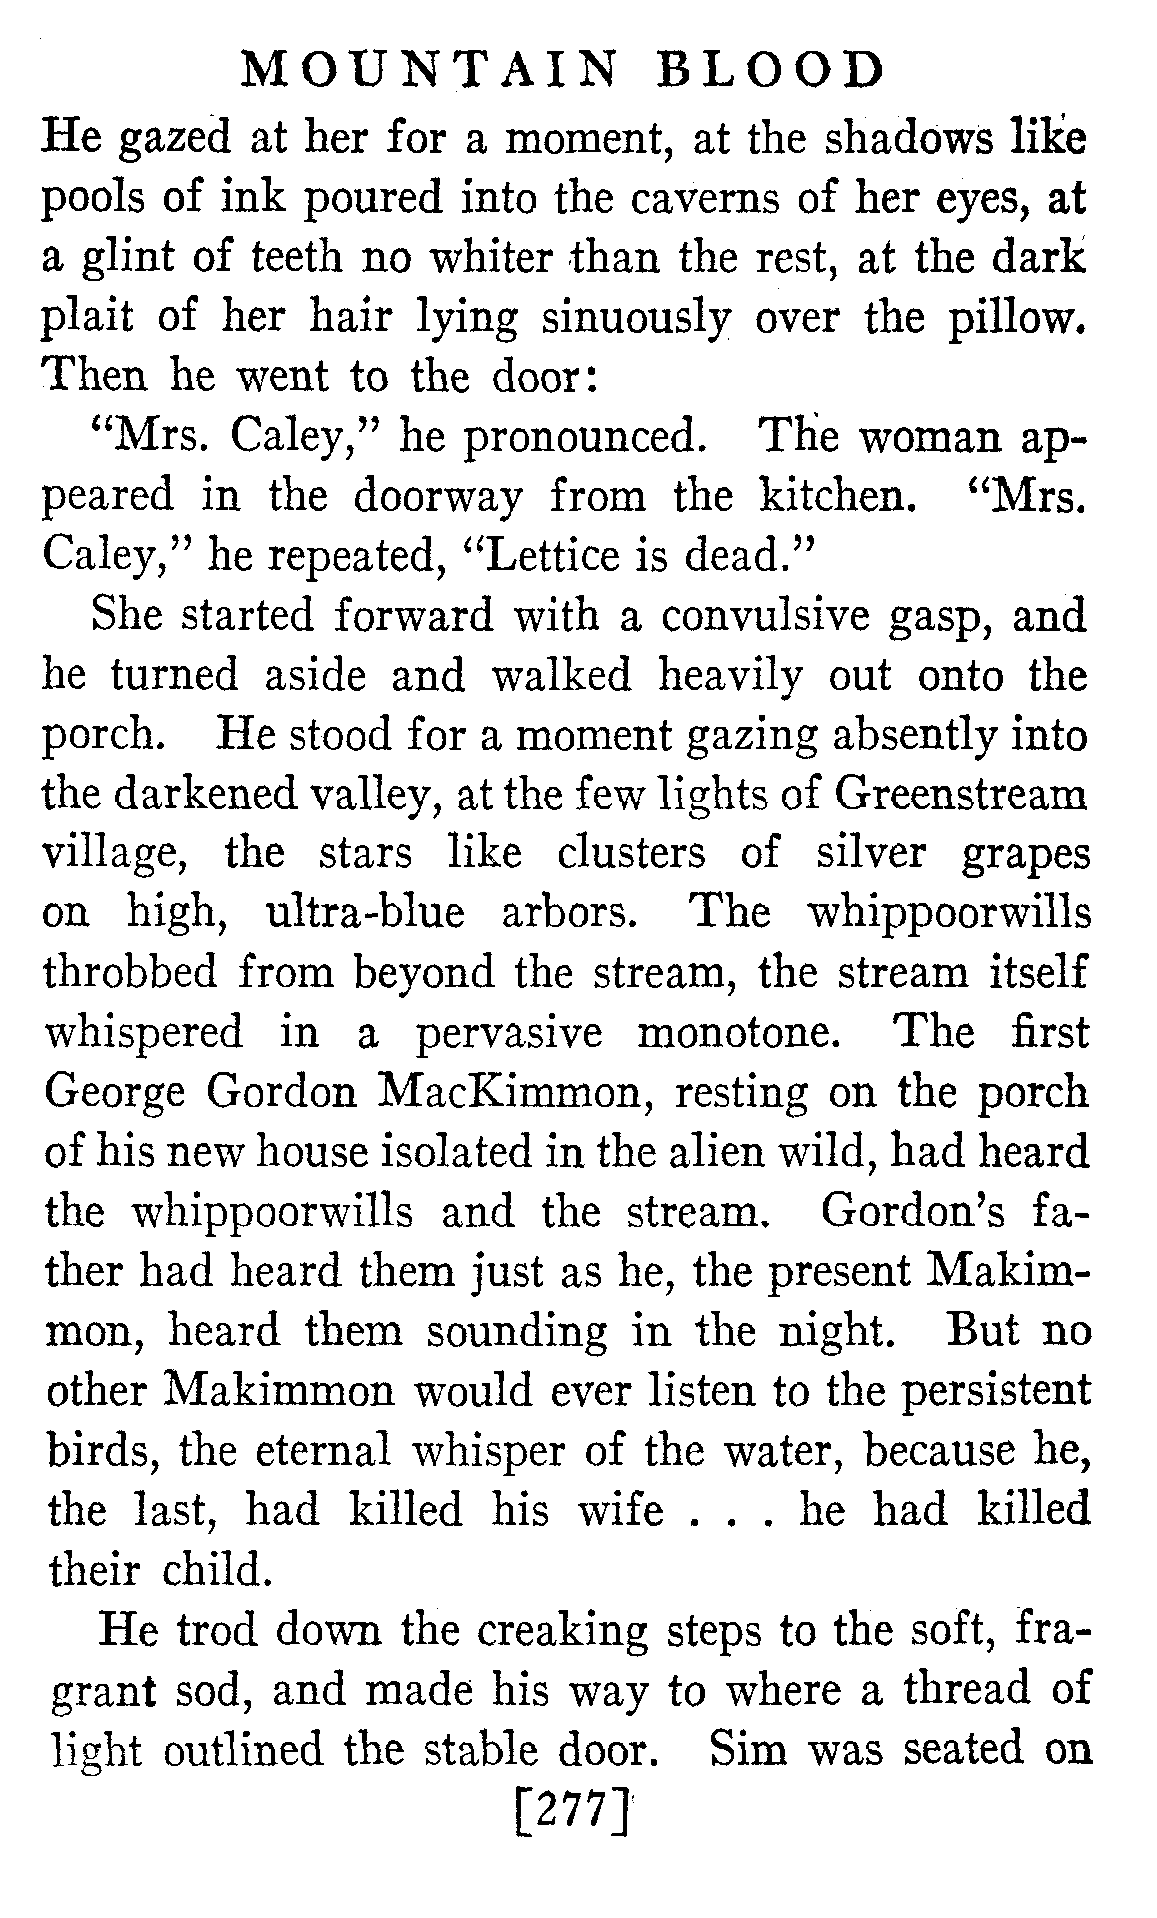 MOUNTAIN BLOOD
He gazed at her for a moment, at the shadows like
pools of ink poured into the caverns of her eyes, at
a glint of teeth no whiter than the rest, at the dark
plait of her hair lying sinuously over the pillow.
Then he went to the door:
“Mrs. Caley,” he pronounced. The woman ap-
peared in the doorway from the kitchen. “Mrs.
Caley,” he repeated, “Lettice is dead.”
She started forward with a convulsive gasp, and
he turned aside and walked heavily out onto the
porch. He stood for a moment gazing absently into
the darkened valley, at the few lights of Greenstream
village, the stars like clusters of silver grapes
on high, ultra-blue arbors. The whippoorwills
throbbed from beyond the stream, the stream itself
whispered in a pervasive monotone. The first
George Gordon MacKimmon, resting on the porch
of his new house isolated in the alien wild, had heard
the whippoorwills and the stream. Gordon’s fa-
ther had heard them just as he, the present Makim-
mon, heard them sounding in the night. But no
other Makimmon would ever listen to the persistent
birds, the eternal whisper of the water, because he,
the last, had killed his wife . . . he had killed
their child.
He trod down the creaking steps to the soft, fra-
grant sod, and made his way to where a thread of
light outlined the stable door. Sim was seated on
[277]